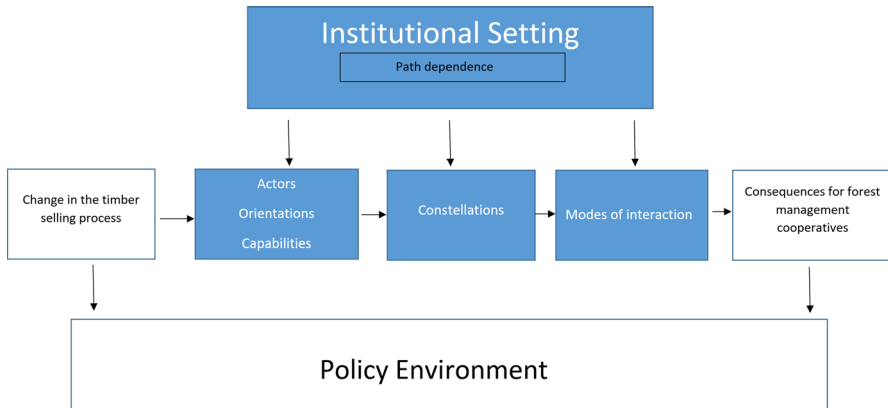 Institutional Setting
Path dependence
Change in the timber
selling process
Actors
Orientations
Capabilities
Constellations
Modes of interaction
Consequences for forest
management
cooperatives
Policy Environment